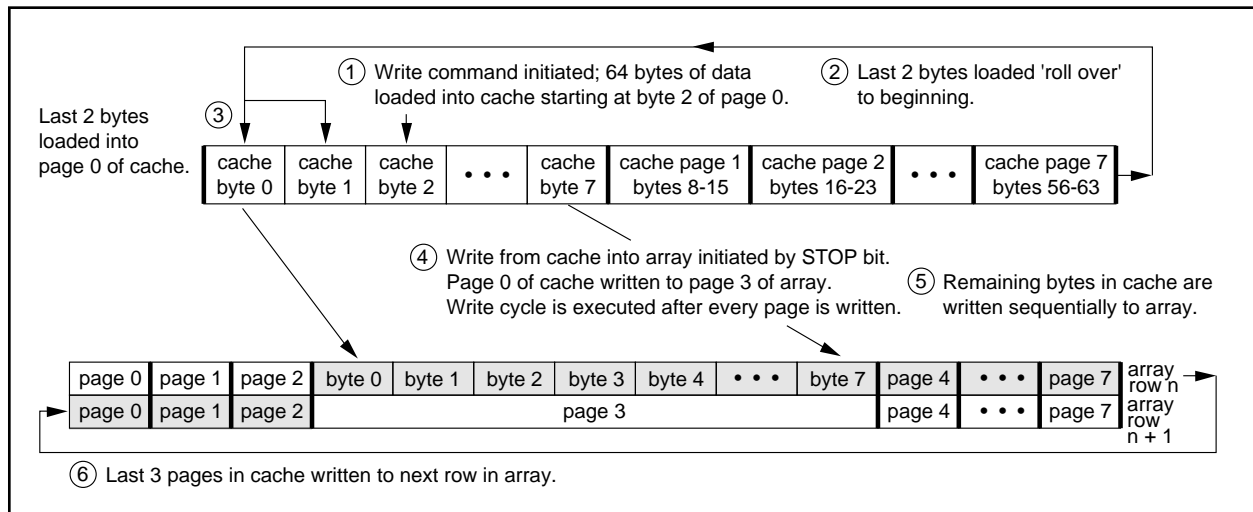 ① Write command initiated; 64 bytes of data
loaded into cache starting at byte 2 of page 0.
② Last 2 bytes loaded 'roll over'
to beginning.
③ Last 2 bytes
loaded into
page 0 of cache.
cache byte 0 cache byte 1 cache byte 2 • • • cache byte 7 cache page 1 bytes 8-15 cache page 2 bytes 16-23 • • • cache page 7 bytes 56-63
④ Write from cache into array initiated by STOP bit.
Page 0 of cache written to page 3 of array.
Write cycle is executed after every page is written.
⑤ Remaining bytes in cache are
written sequentially to array.
page 0 page 1 page 2 byte 0 byte 1 byte 2 byte 3 byte 4 • • • byte 7 page 4 • • • page 7 array row n
page 0 page 1 page 2 page 3 page 4 • • • page 7 array row n + 1
⑥ Last 3 pages in cache written to next row in array.